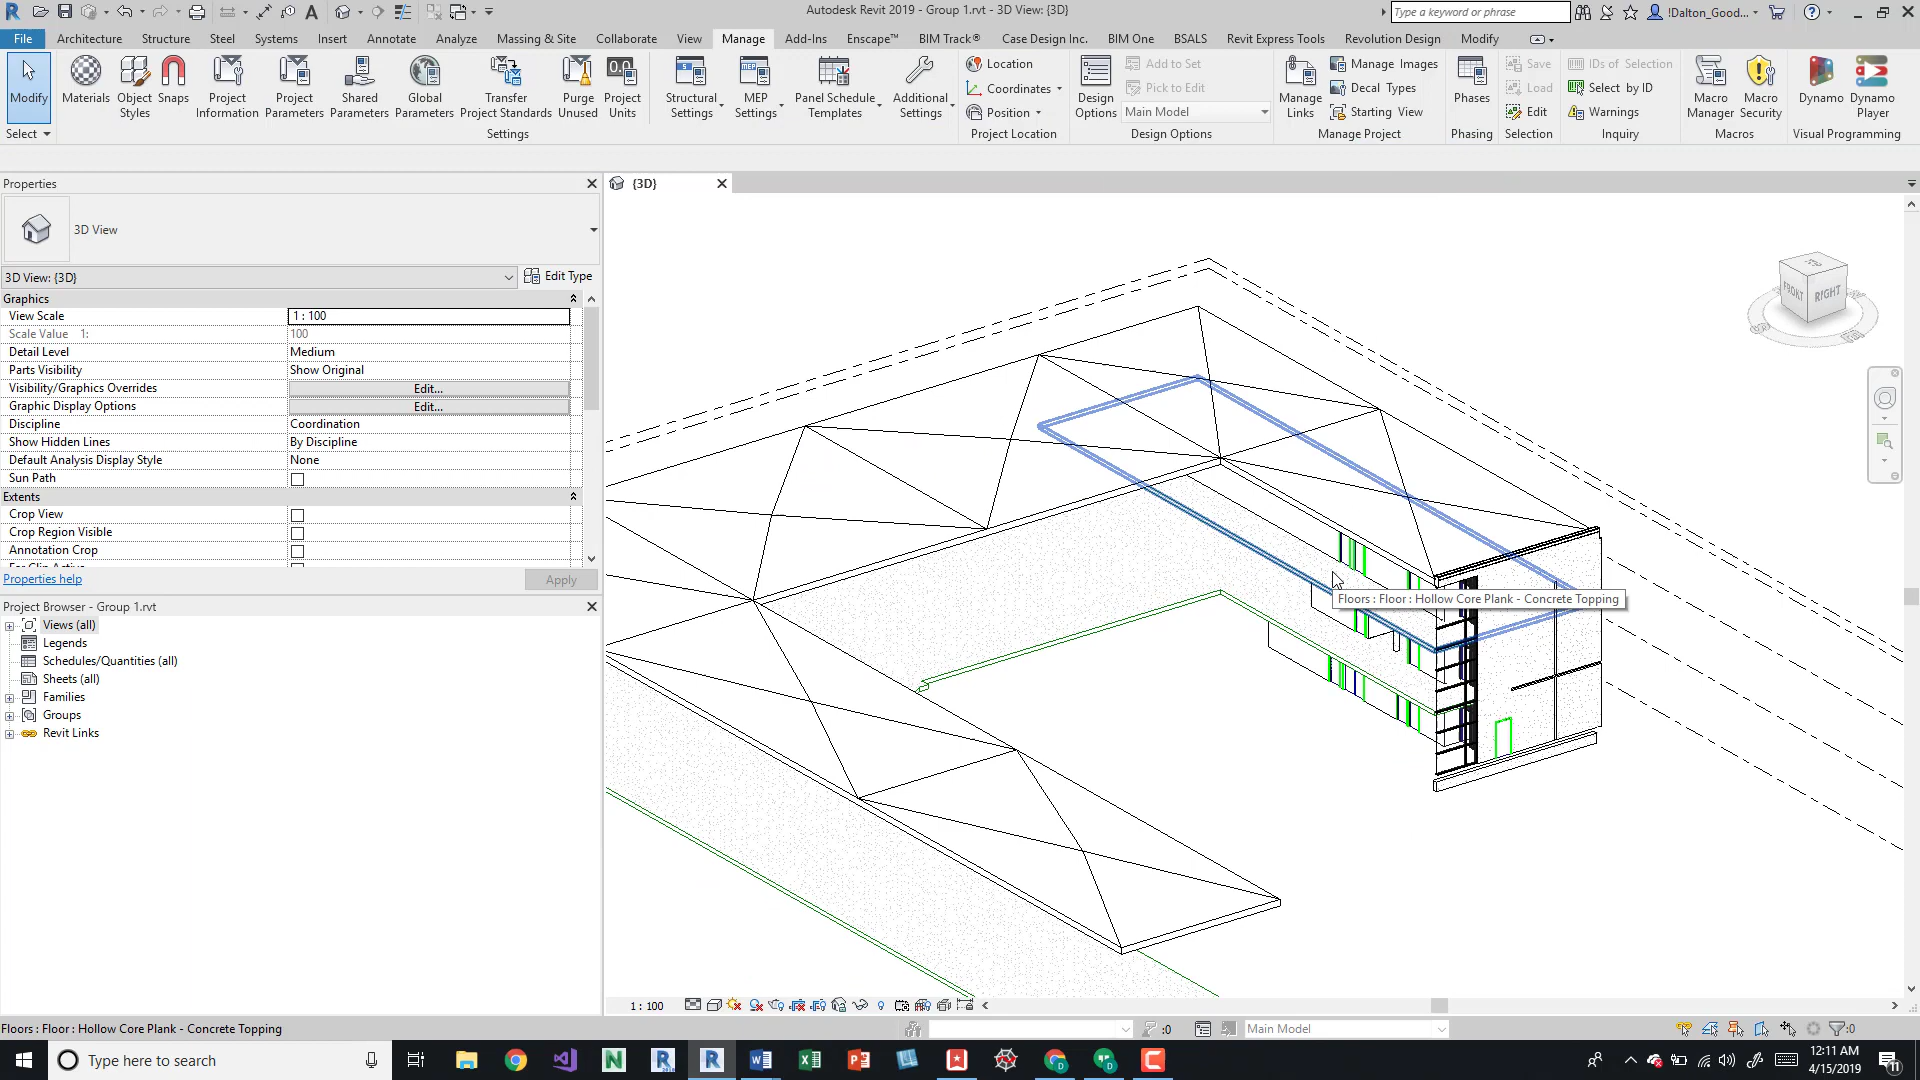 Autodesk Revit 2019 - Group 1.rvt - 3D View: {3D}
Type a keyword or phrase
!Dalton_Good...
File Architecture Structure Steel Systems Insert Annotate Analyze Massing & Site Collaborate View Manage Add-Ins Enscape™ BIM Track® Case Design Inc. BIM One BSALS Revit Express Tools Revolution Design Modify
Modify
Materials
Object Styles
Snaps
Project Information
Project Parameters
Shared Parameters
Global Parameters
Transfer Project Standards
Purge Unused
Project Units
Structural Settings
MEP Settings
Panel Schedule Templates
Additional Settings
Location
Coordinates
Position
Design Options
Add to Set
Pick to Edit
Main Model
Manage Links
Manage Images
Decal Types
Starting View
Phases
Save
Load
Edit
IDs of Selection
Select by ID
Warnings
Macro Manager
Macro Security
Dynamo
Dynamo Player
Select
Settings
Project Location
Design Options
Manage Project
Phasing
Selection
Inquiry
Macros
Visual Programming
Properties
{3D}
3D View
3D View: {3D}
Edit Type
Graphics
View Scale 1 : 100
Scale Value 1: 100
Detail Level Medium
Parts Visibility Show Original
Visibility/Graphics Overrides Edit...
Graphic Display Options Edit...
Discipline Coordination
Show Hidden Lines By Discipline
Default Analysis Display Style None
Sun Path
Extents
Crop View
Crop Region Visible
Annotation Crop
Properties help
Apply
Project Browser - Group 1.rvt
Views (all)
Legends
Schedules/Quantities (all)
Sheets (all)
Families
Groups
Revit Links
TOP
FRONT
RIGHT
Floors : Floor : Hollow Core Plank - Concrete Topping
1 : 100
Floors : Floor : Hollow Core Plank - Concrete Topping
:0
Main Model
:0
Type here to search
12:11 AM
4/15/2019
11